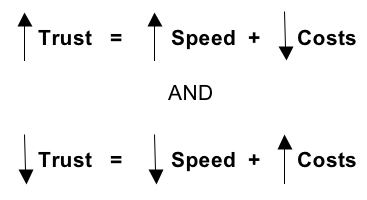 ↑ Trust = ↑ Speed + ↓ Costs
AND
↓ Trust = ↓ Speed + ↑ Costs